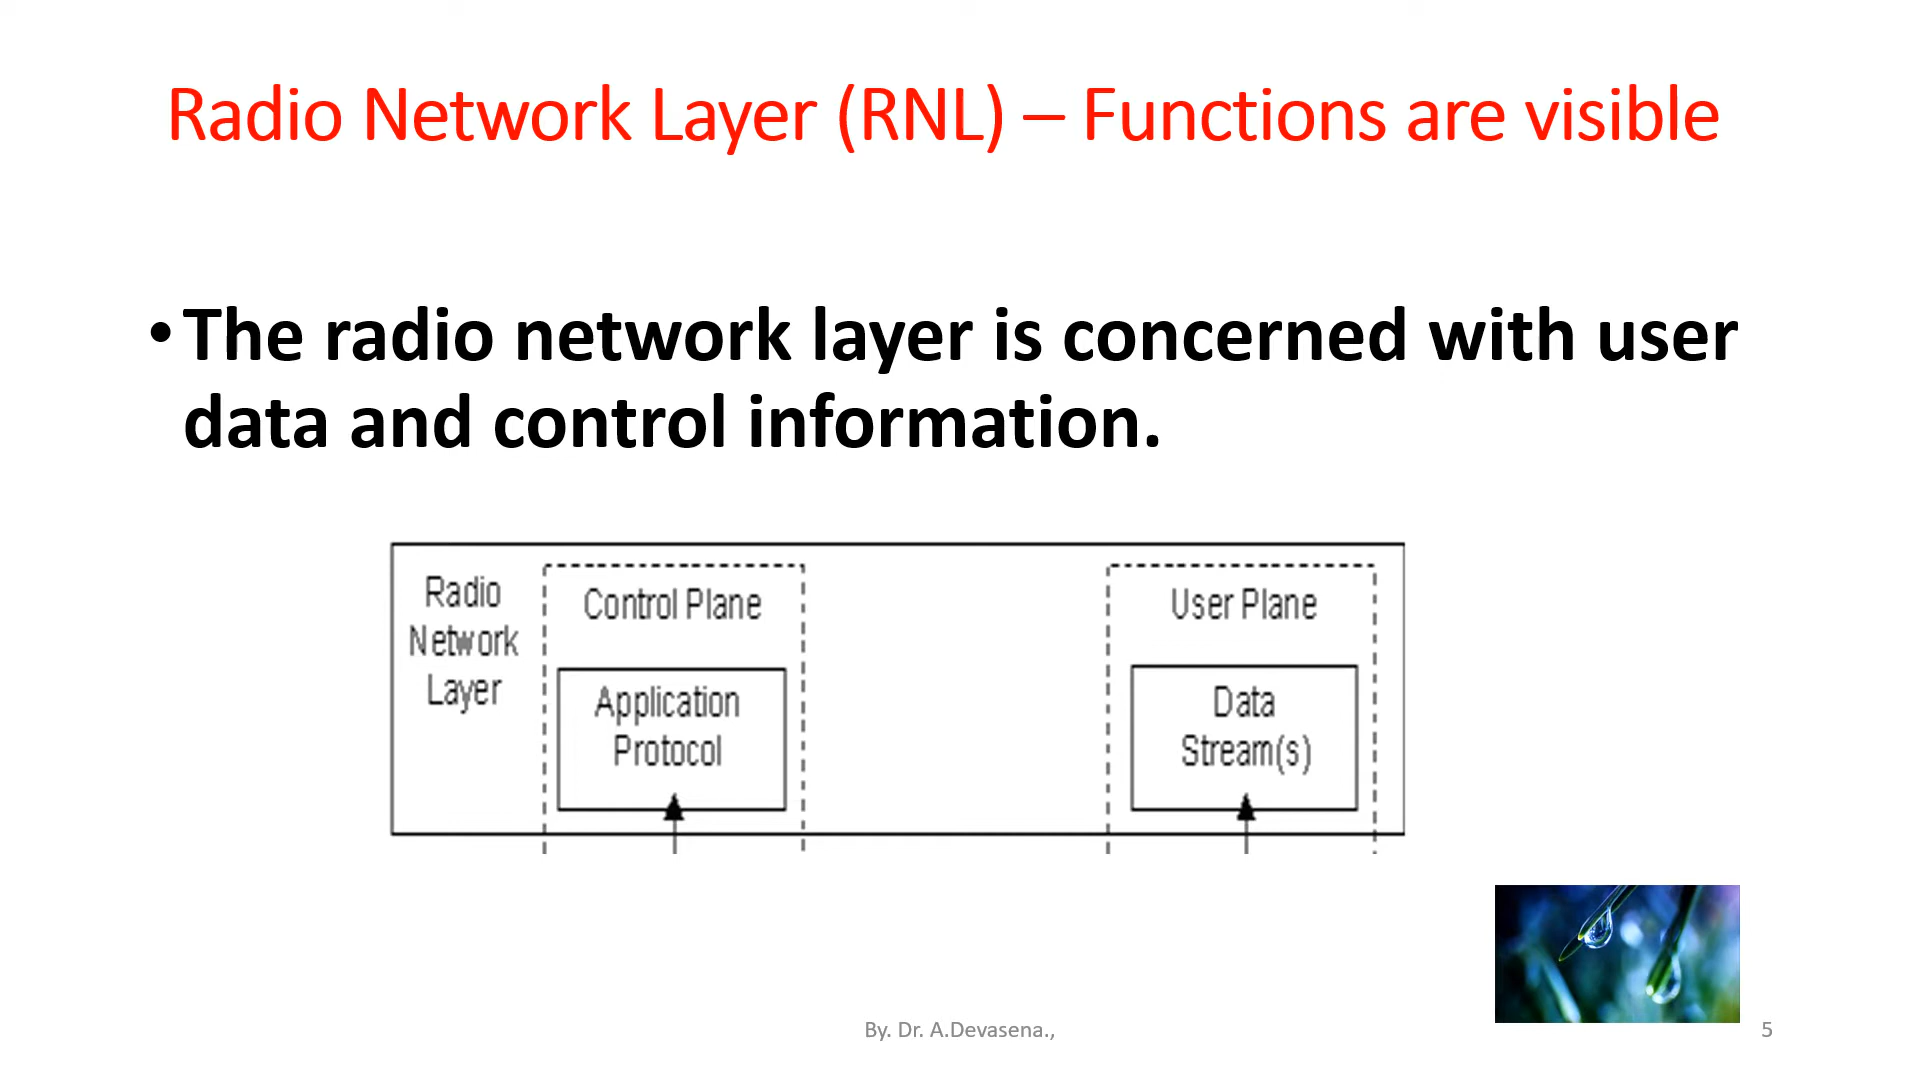 Radio Network Layer (RNL) – Functions are visible
• The radio network layer is concerned with user
data and control information.
Radio
Network
Layer
Control Plane
Application
Protocol
User Plane
Data
Stream(s)
By. Dr. A.Devasena.,
5